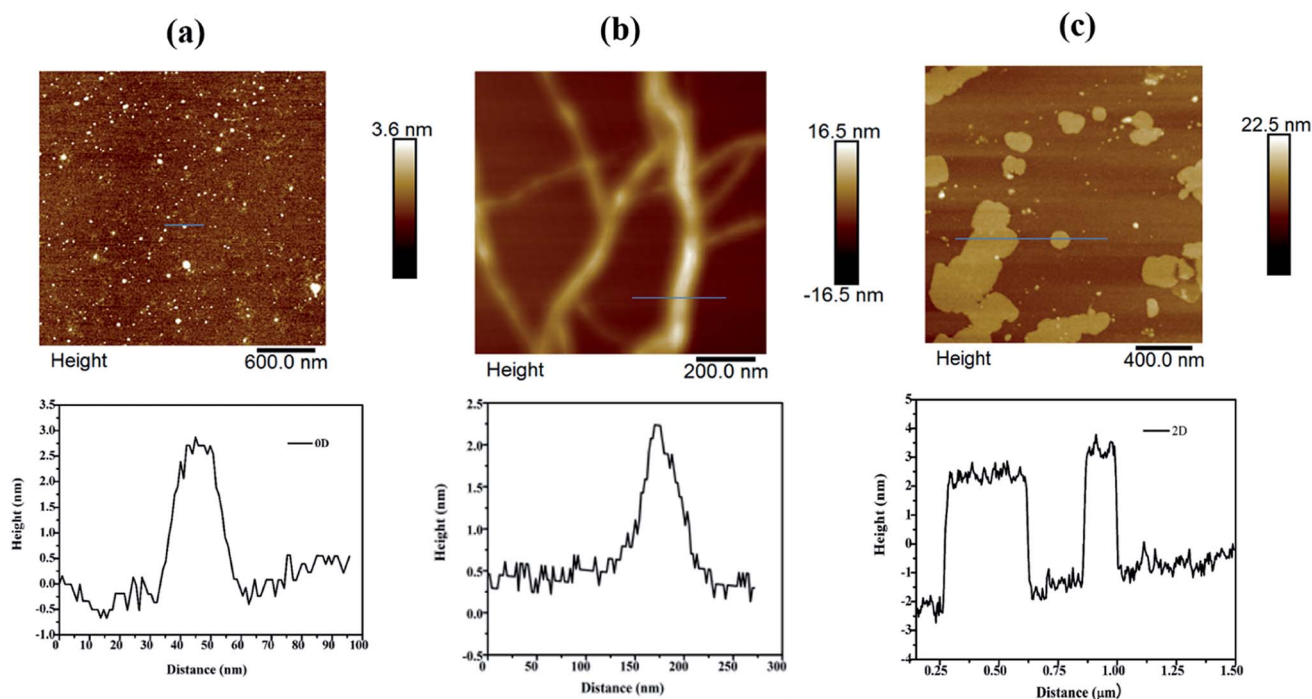 (a)
3.6 nm
Height
600.0 nm
(b)
16.5 nm
-16.5 nm
Height
200.0 nm
(c)
22.5 nm
Height
400.0 nm
3.5
3.0
2.5
2.0
1.5
1.0
0.5
0.0
-0.5
-1.0
Height (nm)
0D
0 10 20 30 40 50 60 70 80 90 100
Distance (nm)
2.5
2.0
1.5
1.0
0.5
0.0
-0.5
Height (nm)
0 50 100 150 200 250 300
Distance (nm)
5
4
3
2
1
0
-1
-2
-3
-4
Height (nm)
2D
0.25 0.50 0.75 1.00 1.25 1.50
Distance (μm)